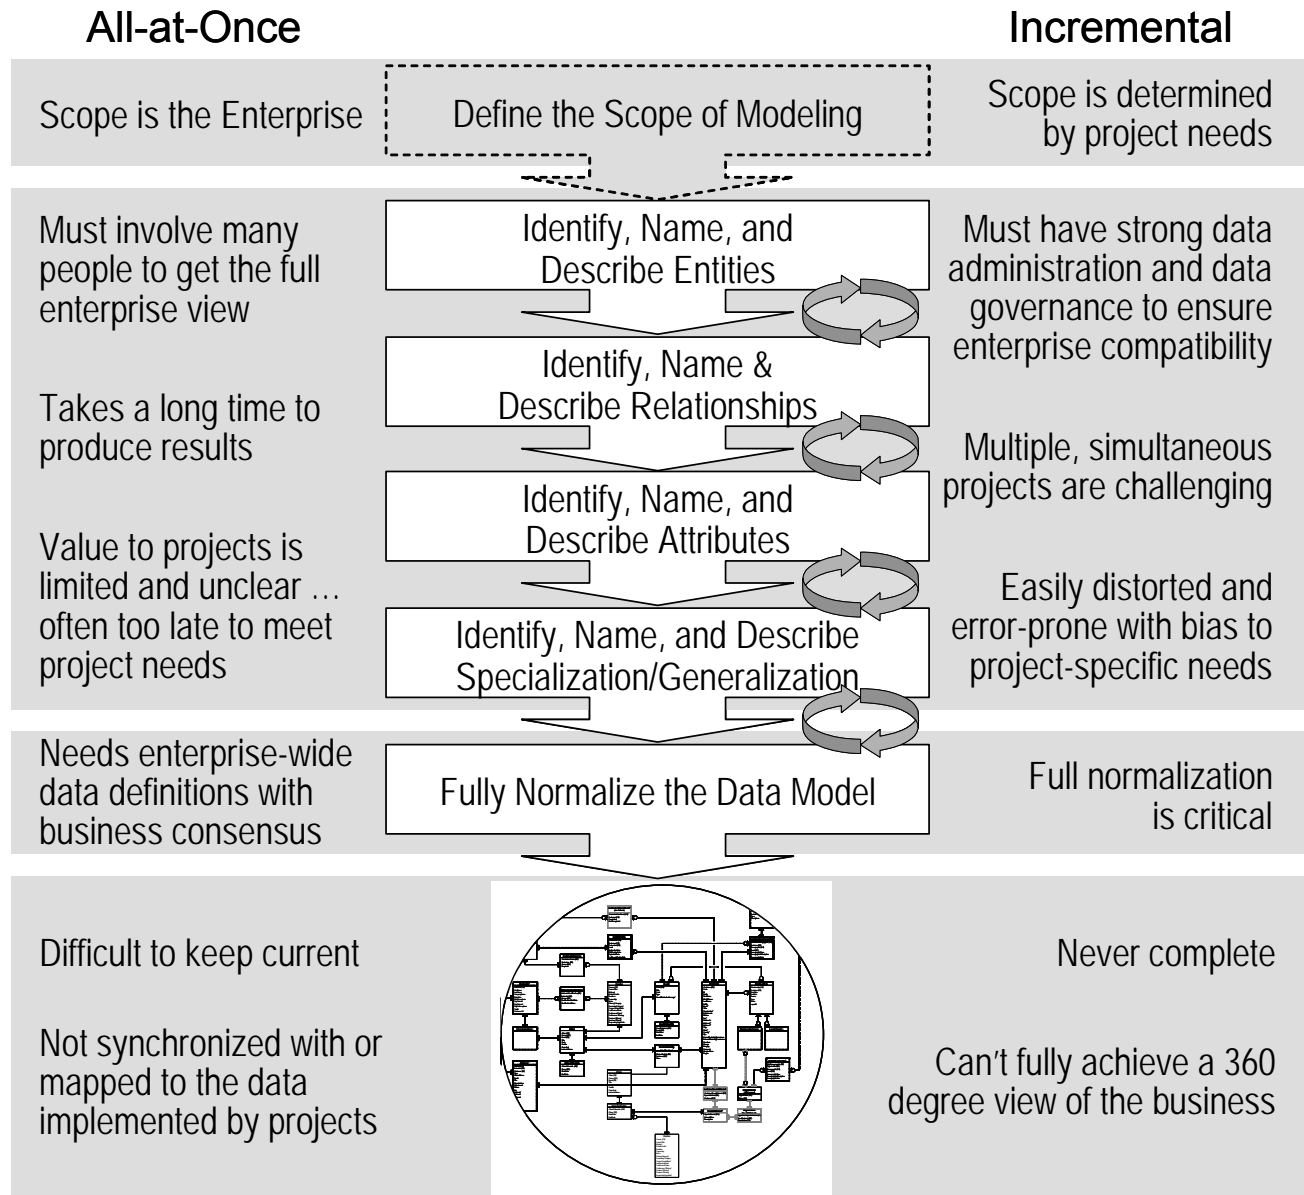 All-at-Once
Incremental
Scope is the Enterprise
Define the Scope of Modeling
Scope is determined
by project needs
Must involve many
people to get the full
enterprise view
Takes a long time to
produce results
Value to projects is
limited and unclear …
often too late to meet
project needs
Identify, Name, and
Describe Entities
Identify, Name &
Describe Relationships
Identify, Name, and
Describe Attributes
Identify, Name, and Describe
Specialization/Generalization
Must have strong data
administration and data
governance to ensure
enterprise compatibility
Multiple, simultaneous
projects are challenging
Easily distorted and
error-prone with bias to
project-specific needs
Needs enterprise-wide
data definitions with
business consensus
Fully Normalize the Data Model
Full normalization
is critical
Difficult to keep current
Not synchronized with or
mapped to the data
implemented by projects
Never complete
Can't fully achieve a 360
degree view of the business